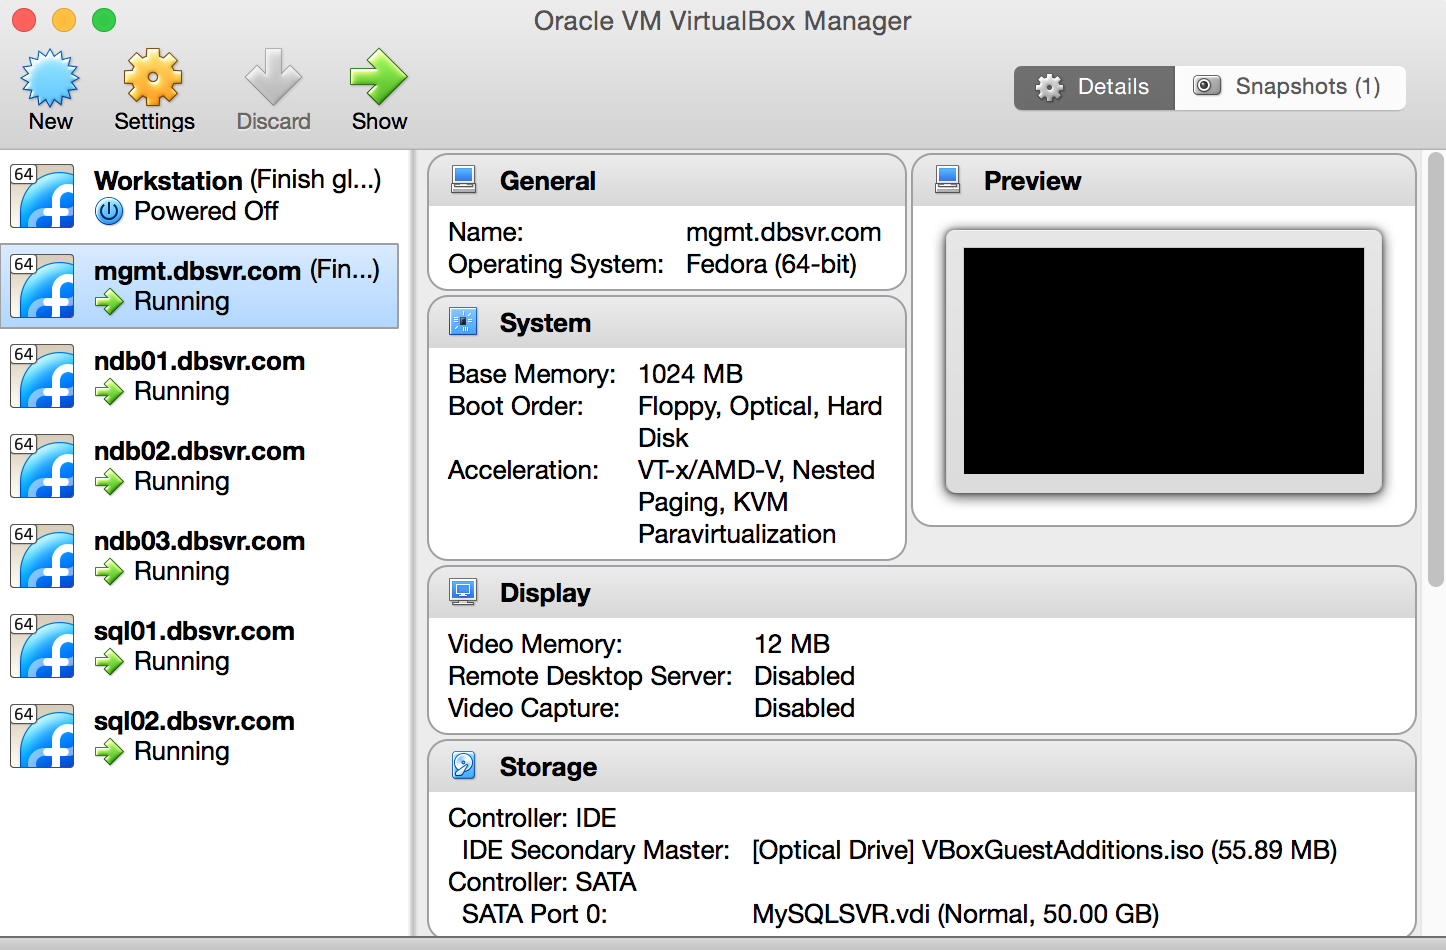 Oracle VM VirtualBox Manager
New Settings Discard Show
Details Snapshots (1)
64 Workstation (Finish gl...)
Powered Off
64 mgmt.dbsvr.com (Fin...)
Running
64 ndb01.dbsvr.com
Running
64 ndb02.dbsvr.com
Running
64 ndb03.dbsvr.com
Running
64 sql01.dbsvr.com
Running
64 sql02.dbsvr.com
Running
General
Name: mgmt.dbsvr.com
Operating System: Fedora (64-bit)
System
Base Memory: 1024 MB
Boot Order: Floppy, Optical, Hard
Disk
Acceleration: VT-x/AMD-V, Nested
Paging, KVM
Paravirtualization
Preview
Display
Video Memory: 12 MB
Remote Desktop Server: Disabled
Video Capture: Disabled
Storage
Controller: IDE
IDE Secondary Master: [Optical Drive] VBoxGuestAdditions.iso (55.89 MB)
Controller: SATA
SATA Port 0: MySQLSVR.vdi (Normal, 50.00 GB)